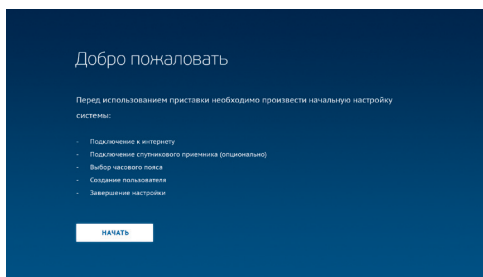 Добро пожаловать
Перед использованием приставки необходимо произвести начальную настройку
системы:
- Подключение к интернету
- Подключение спутникового приемника (опционально)
- Выбор часового пояса
- Создание пользователя
- Завершение настройки
НАЧАТЬ